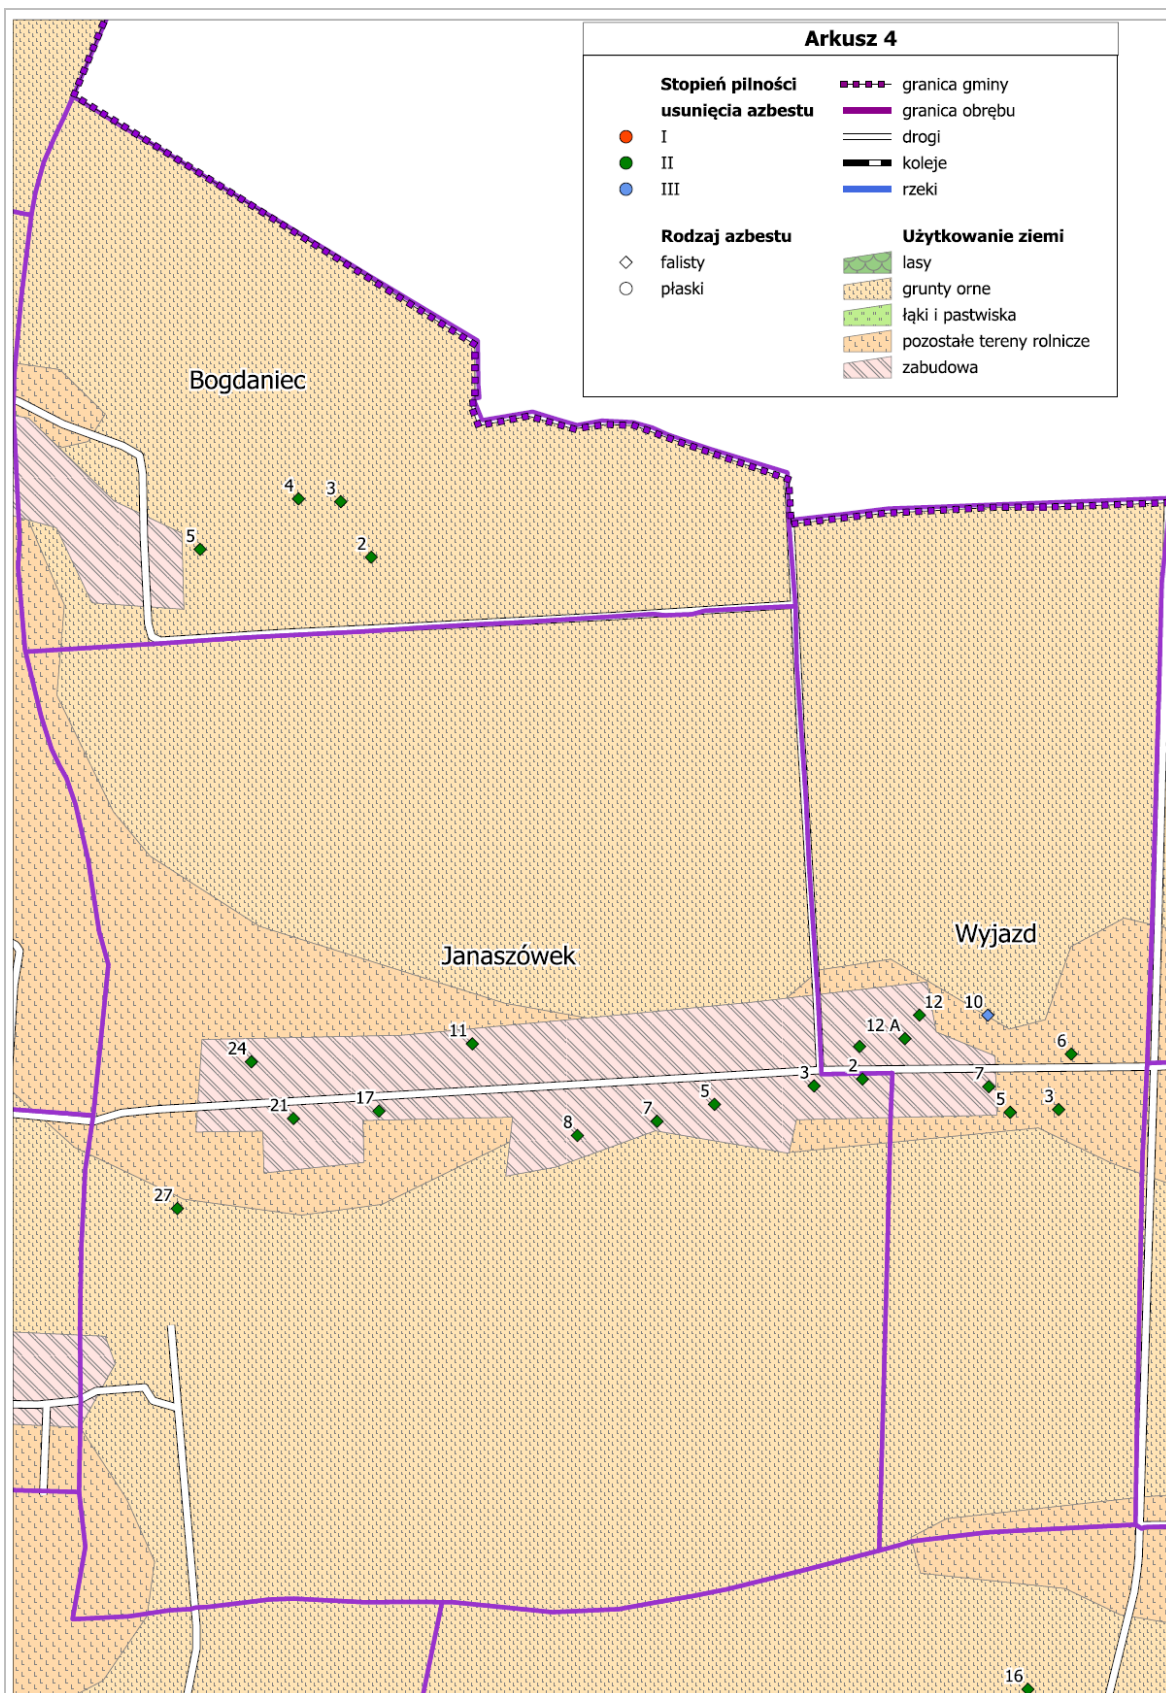 Arkusz 4
Stopień pilności
usunięcia azbestu
I
II
III
Rodzaj azbestu
falisty
płaski
granica gminy
granica obrębu
drogi
koleje
rzeki
Użytkowanie ziemi
lasy
grunty orne
łąki i pastwiska
pozostałe tereny rolnicze
zabudowa
Bogdaniec
4
3
5
2
Wyjazd
Janaszówek
12
10
12 A
11
24
6
3
2
7
5
3
5
7
8
17
21
27
16